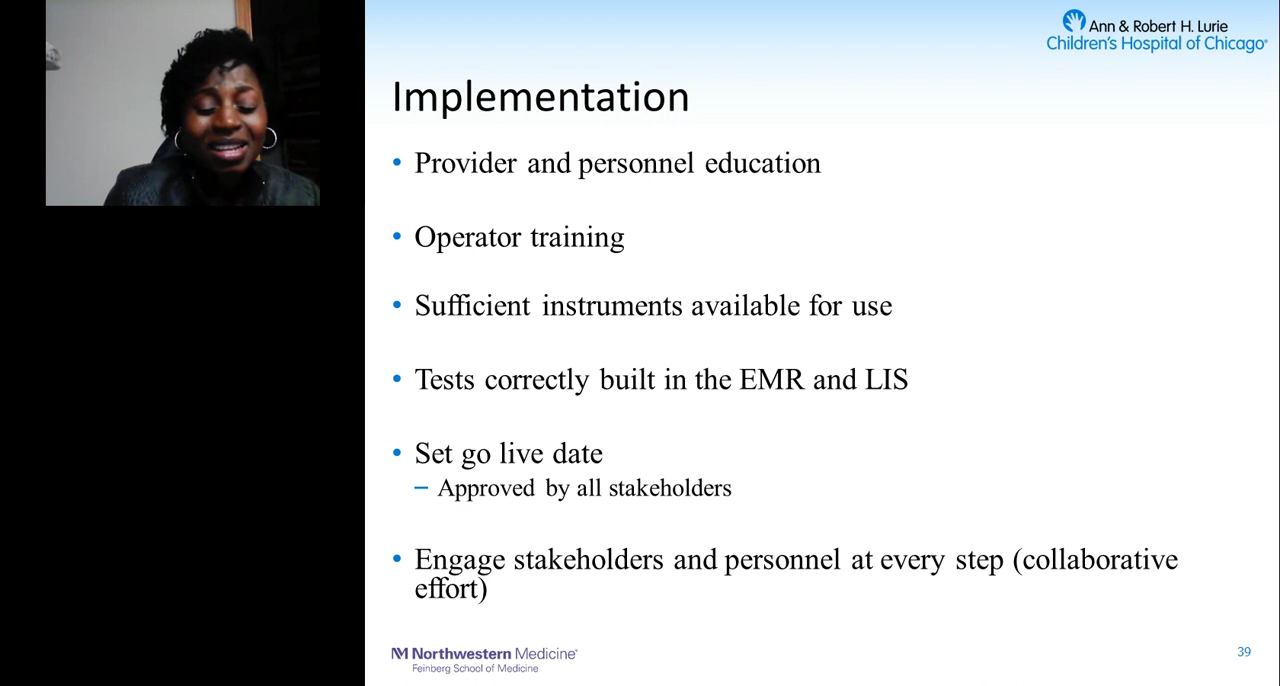 Ann & Robert H. Lurie
Children's Hospital of Chicago®
Implementation
• Provider and personnel education
• Operator training
• Sufficient instruments available for use
• Tests correctly built in the EMR and LIS
• Set go live date
– Approved by all stakeholders
• Engage stakeholders and personnel at every step (collaborative
effort)
Northwestern Medicine®
Feinberg School of Medicine
39